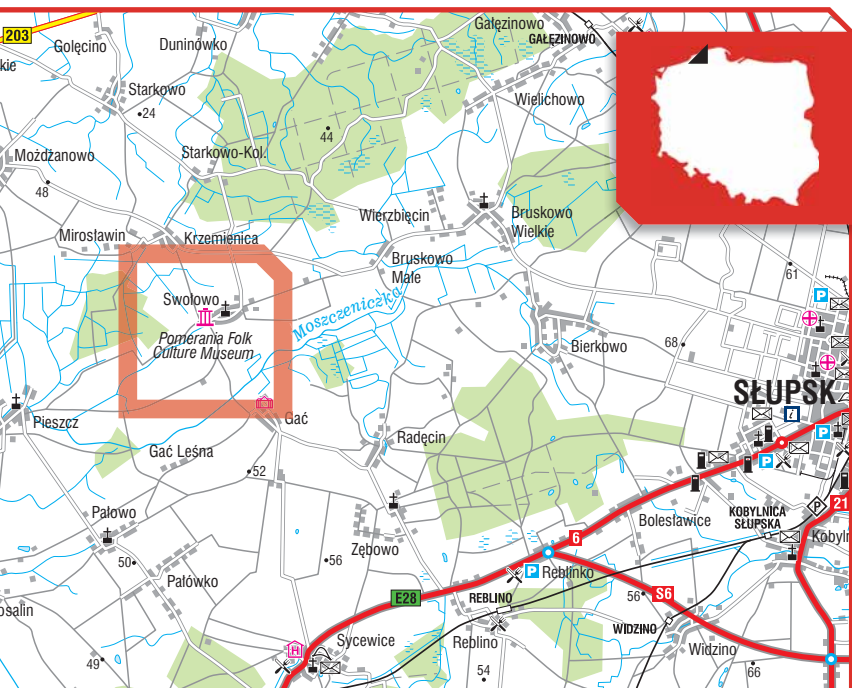 203
Golęcino
Duninówko
Gałęzinowo
GAŁĘZINOWO
kie
Starkowo
24
Wielichowo
44
Możdżanowo
Starkowo-Kol.
48
Wierzbięcin
Bruskowo
Wielkie
Mirosławin
Krzemienica
Bruskowo
Małe
61
Swołowo
Moszczeniczka
P
Pomerania Folk
Culture Museum
68
Bierkowo
SŁUPSK
i
Pieszcz
Gać
P
Radęcin
Gać Leśna
P
52
21
Pałowo
KOBYLNICA
SŁUPSKA
P
Bolesławice
Kobyln
Zębowo
6
50
56
Reblinko
P
Pałówko
E28
REBLINO
56
S6
osalin
WIDZINO
H
Sycewice
Reblino
Widzino
49
54
66